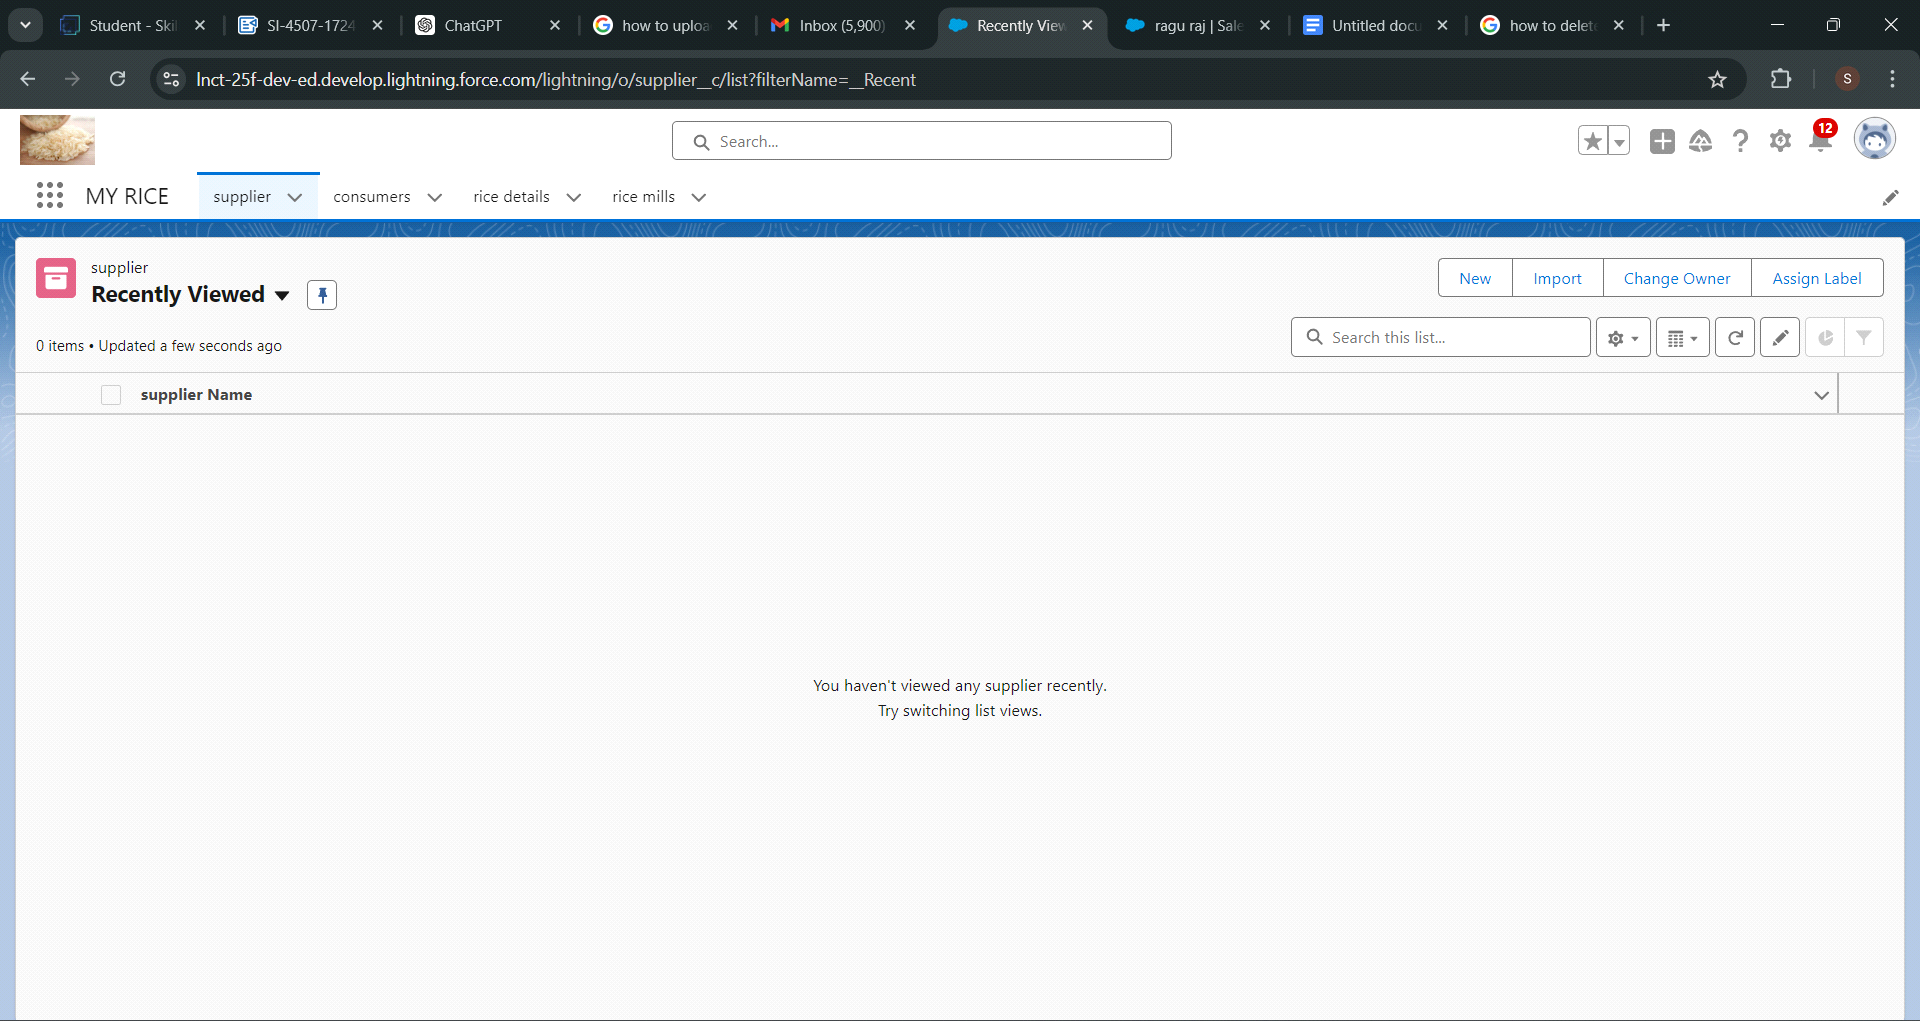 Student - Skil
SI-4507-1724
ChatGPT
how to uploa
Inbox (5,900)
Recently View
ragu raj | Sale
Untitled docu
how to delete
lnct-25f-dev-ed.develop.lightning.force.com/lightning/o/supplier__c/list?filterName=__Recent
S
Search...
12
MY RICE
supplier
consumers
rice details
rice mills
supplier
Recently Viewed
New
Import
Change Owner
Assign Label
0 items • Updated a few seconds ago
Search this list...
supplier Name
You haven't viewed any supplier recently.
Try switching list views.